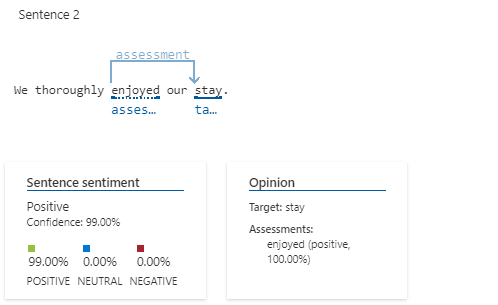 Sentence 2
assessment
We thoroughly enjoyed our stay.
asses... ta...
Sentence sentiment
Positive
Confidence: 99.00%
99.00% 0.00% 0.00%
POSITIVE NEUTRAL NEGATIVE
Opinion
Target: stay
Assessments:
enjoyed (positive,
100.00%)